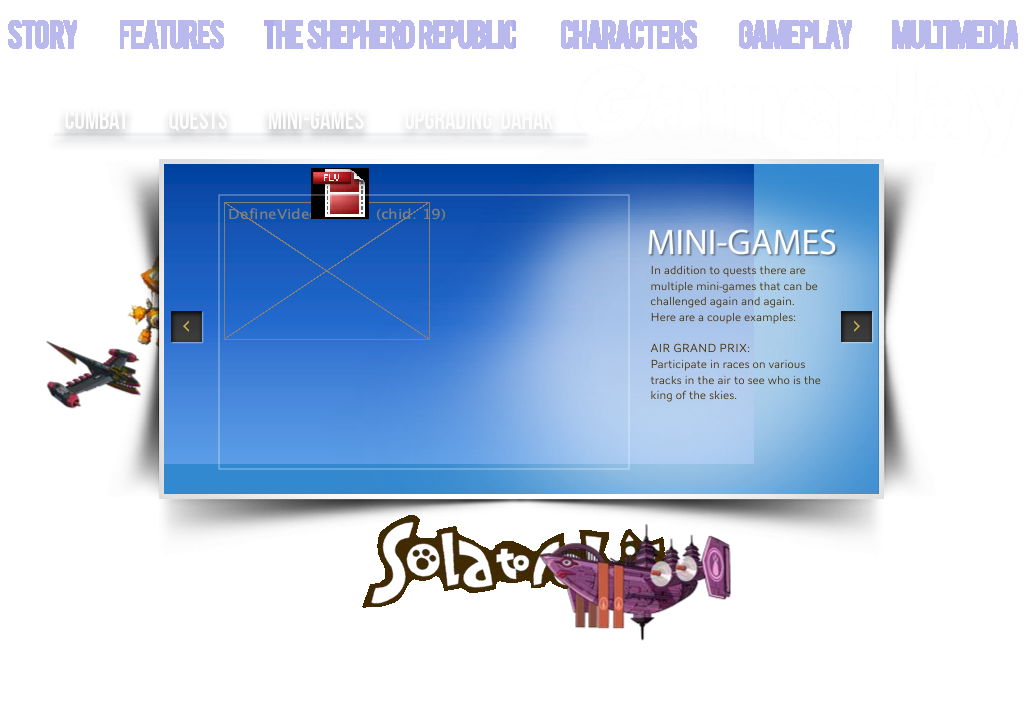 STORY FEATURES THE SHEPHERD REPUBLIC CHARACTERS GAMEPLAY MULTIMEDIA
COMBAT QUESTS MINI-GAMES UPGRADING DAHAK
FLV
DefineVide (chid: 19)
MINI-GAMES
In addition to quests there are
multiple mini-games that can be
challenged again and again.
Here are a couple examples:
AIR GRAND PRIX:
Participate in races on various
tracks in the air to see who is the
king of the skies.
Solato